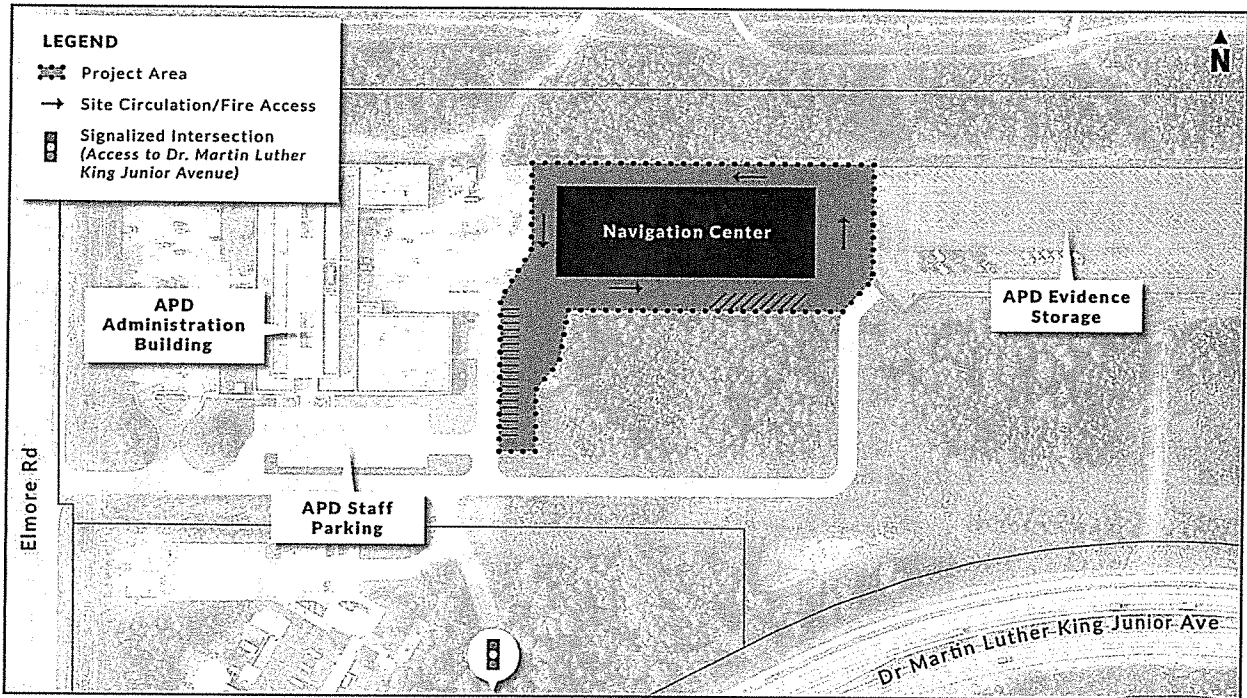 LEGEND
Project Area
Site Circulation/Fire Access
Signalized Intersection
(Access to Dr. Martin Luther
King Junior Avenue)
N
Navigation Center
APD
Administration
Building
APD Evidence
Storage
APD Staff
Parking
Elmore Rd
Dr Martin Luther King Junior Ave